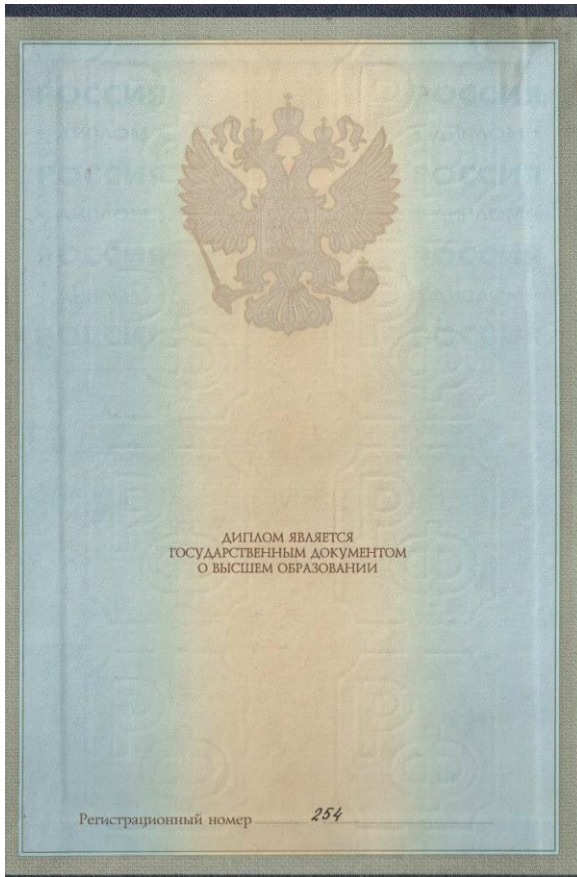 ДИПЛОМ ЯВЛЯЕТСЯ
ГОСУДАРСТВЕННЫМ ДОКУМЕНТОМ
О ВЫСШЕМ ОБРАЗОВАНИИ
Регистрационный номер 254